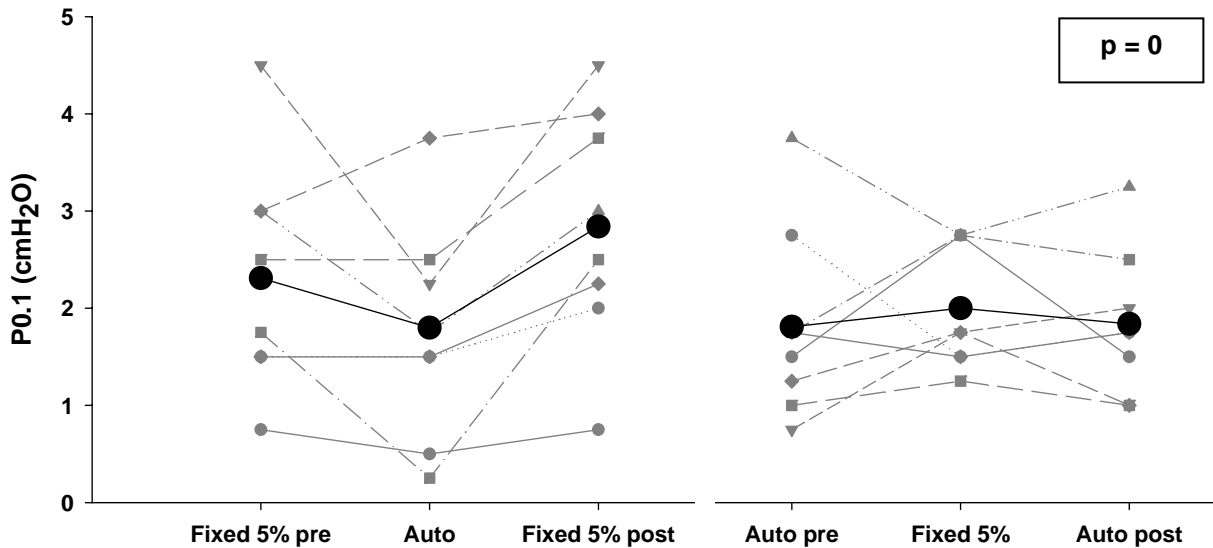 5
p = 0
4
3
2
1
0
P0.1 (cmH₂O)
Fixed 5% pre Auto Fixed 5% post Auto pre Fixed 5% Auto post